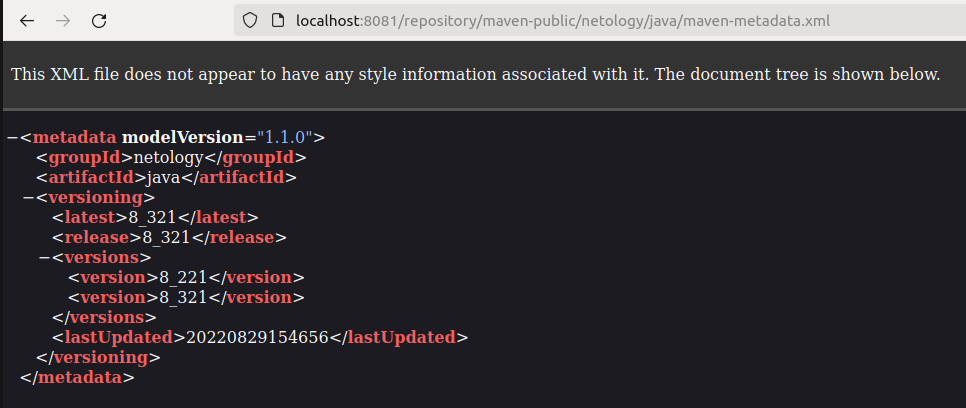 localhost:8081/repository/maven-public/netology/java/maven-metadata.xml
This XML file does not appear to have any style information associated with it. The document tree is shown below.
−<metadata modelVersion="1.1.0">
<groupId>netology</groupId>
<artifactId>java</artifactId>
−<versioning>
<latest>8_321</latest>
<release>8_321</release>
−<versions>
<version>8_221</version>
<version>8_321</version>
</versions>
<lastUpdated>20220829154656</lastUpdated>
</versioning>
</metadata>